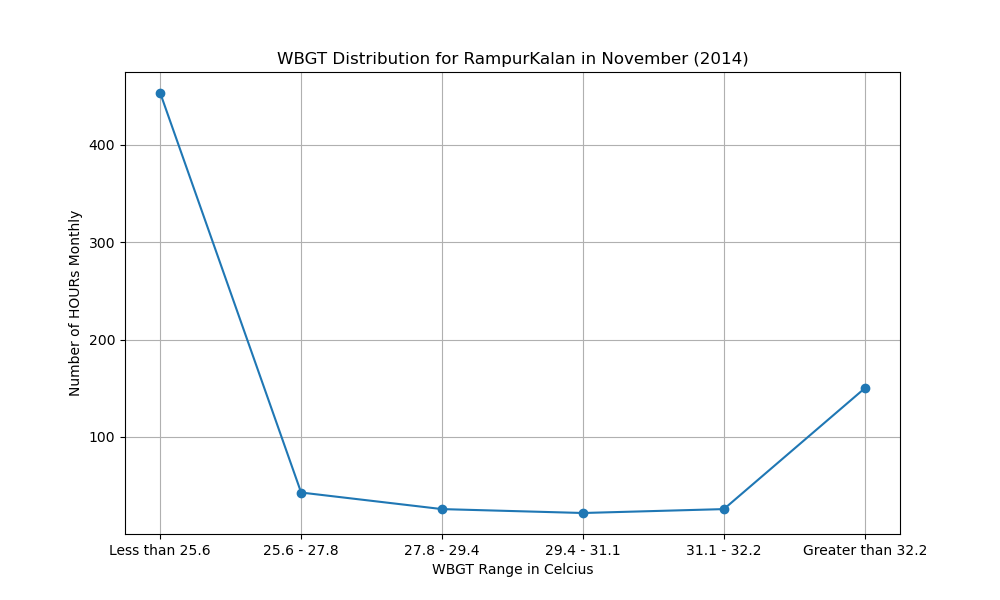 WBGT Distribution for RampurKalan in November (2014)
Number of HOURs Monthly
400
300
200
100
Less than 25.6
25.6 - 27.8
27.8 - 29.4
29.4 - 31.1
31.1 - 32.2
Greater than 32.2
WBGT Range in Celcius